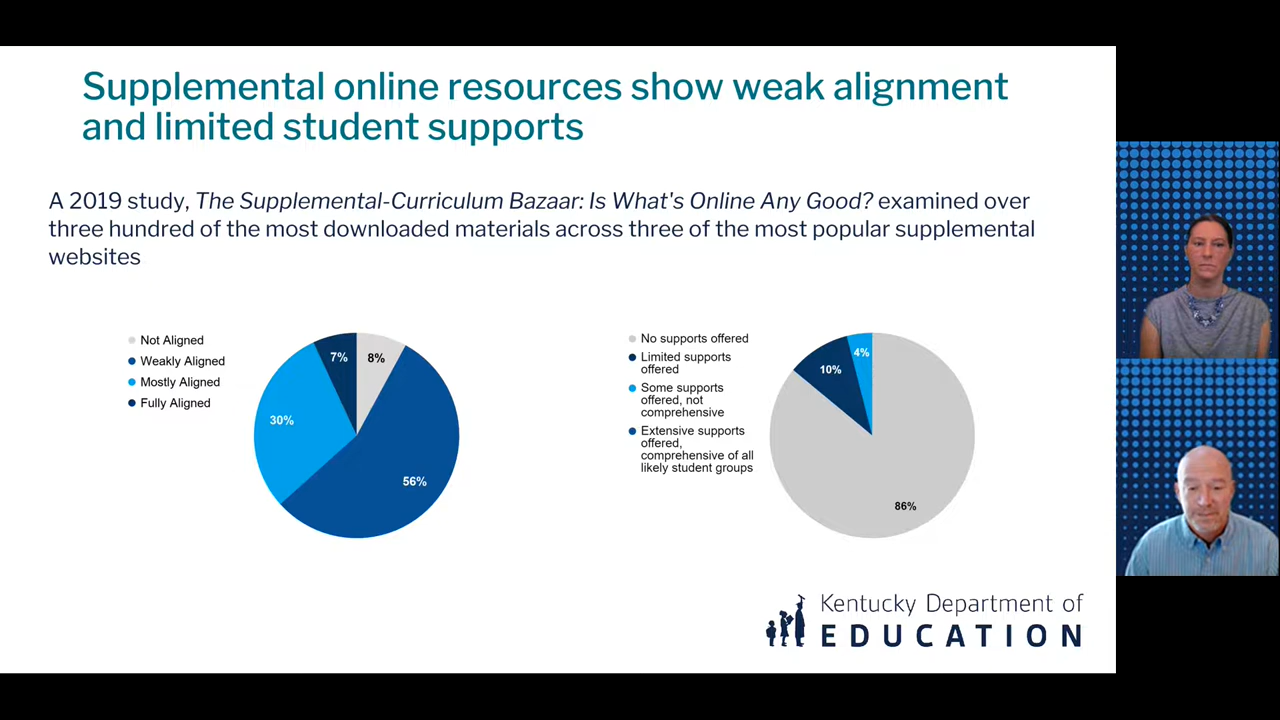 Supplemental online resources show weak alignment
and limited student supports
A 2019 study, The Supplemental-Curriculum Bazaar: Is What's Online Any Good? examined over
three hundred of the most downloaded materials across three of the most popular supplemental
websites
Not Aligned
Weakly Aligned
Mostly Aligned
Fully Aligned
7%
8%
30%
56%
No supports offered
Limited supports
offered
Some supports
offered, not
comprehensive
Extensive supports
offered,
comprehensive of all
likely student groups
4%
10%
86%
Kentucky Department of
EDUCATION